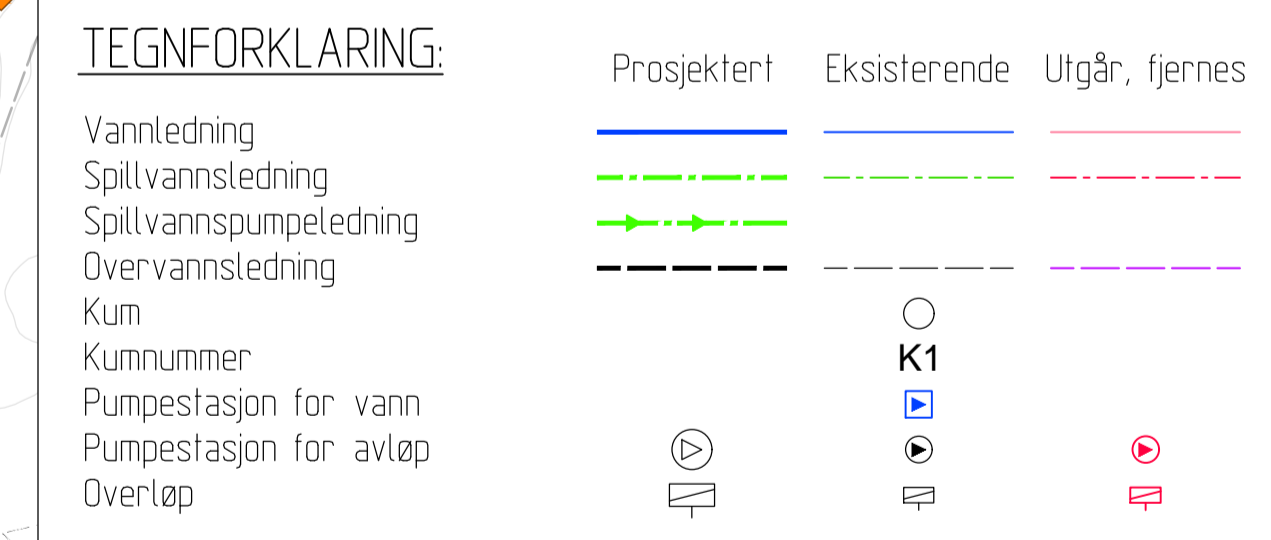 TEGNFORKLARING:
Prosjektert Eksisterende Utgår, fjernes
Vannledning
Spillvannsledning
Spillvannspumpeledning
Overvannsledning
Kum
Kumnummer K1
Pumpestasjon for vann
Pumpestasjon for avløp
Overløp